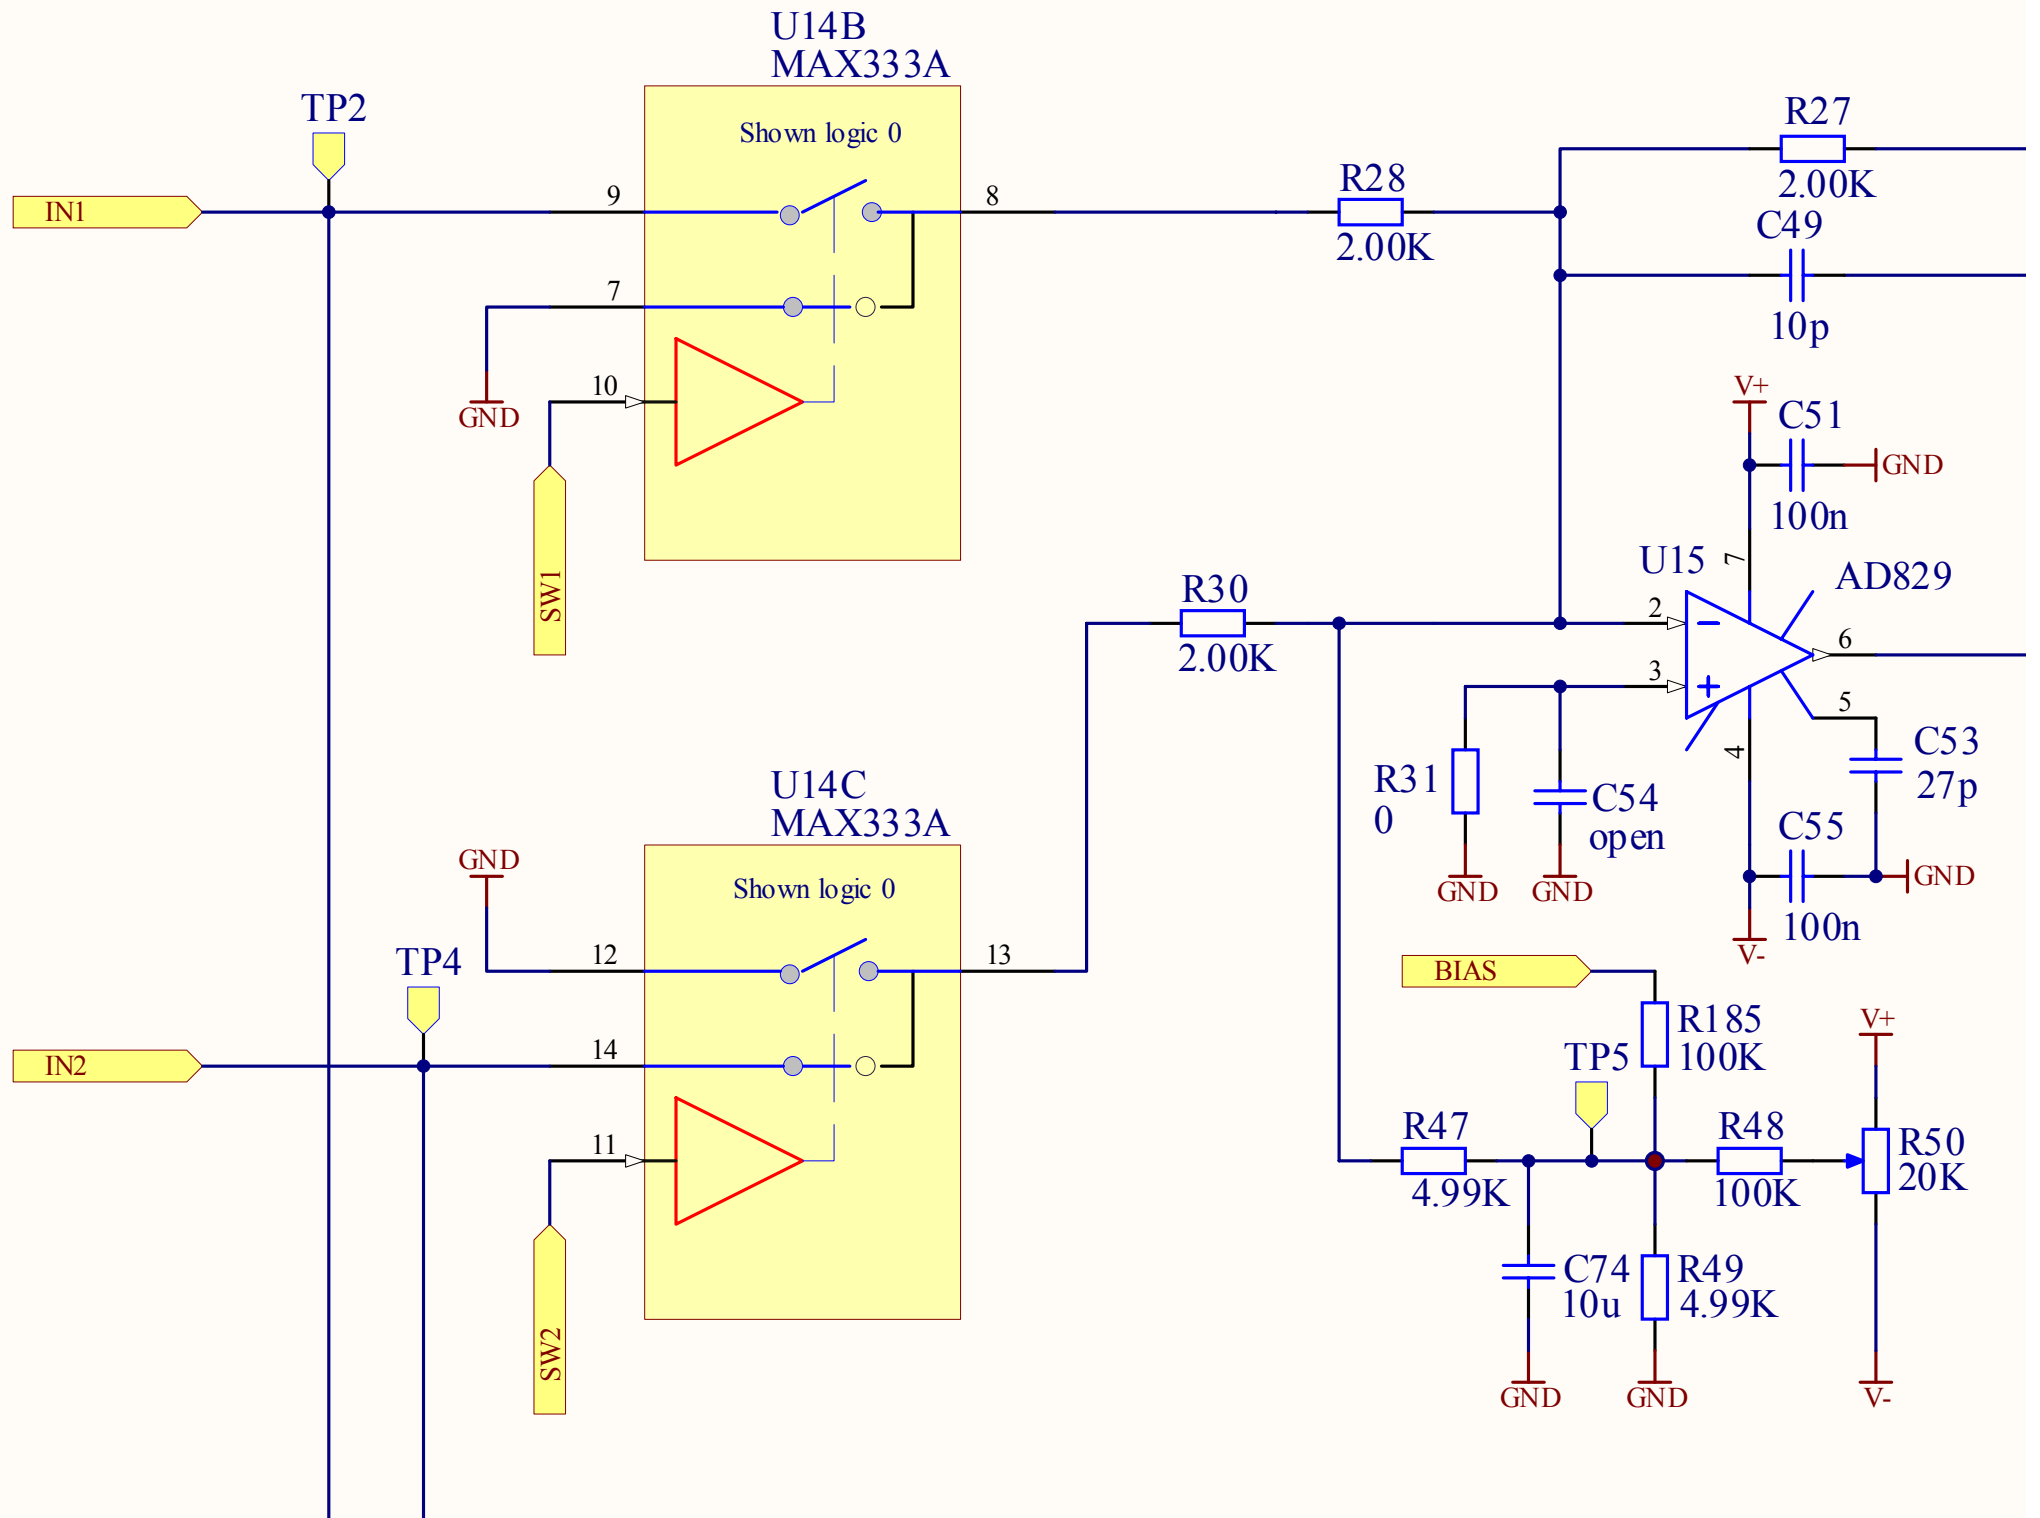 U14B
MAX333A
Shown logic 0
TP2
IN1
9
8
7
10
GND
SW1
R28
2.00K
R27
2.00K
C49
10p
V+
C51
GND
100n
7
U15
AD829
2
6
3
5
4
R30
2.00K
R31
0
C54
open
GND
GND
C53
27p
C55
GND
100n
V-
U14C
MAX333A
Shown logic 0
GND
12
13
TP4
IN2
14
11
SW2
BIAS
R185
100K
TP5
V+
R47
4.99K
R48
100K
R50
20K
C74
10u
R49
4.99K
GND
GND
V-